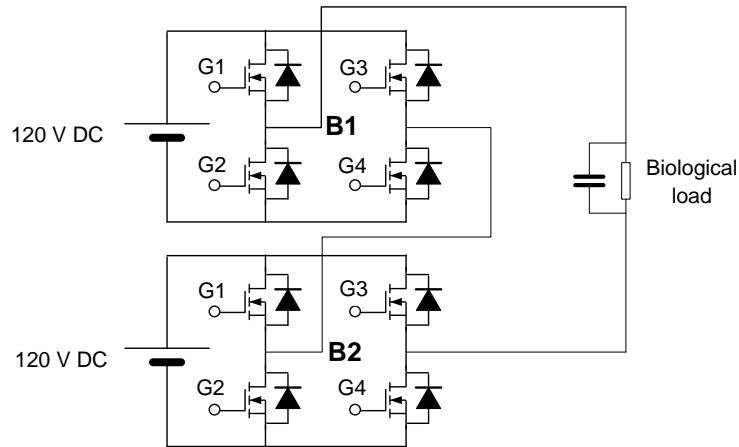 G1
G3
120 V DC
B1
G2
G4
Biological
load
G1
G3
120 V DC
B2
G2
G4